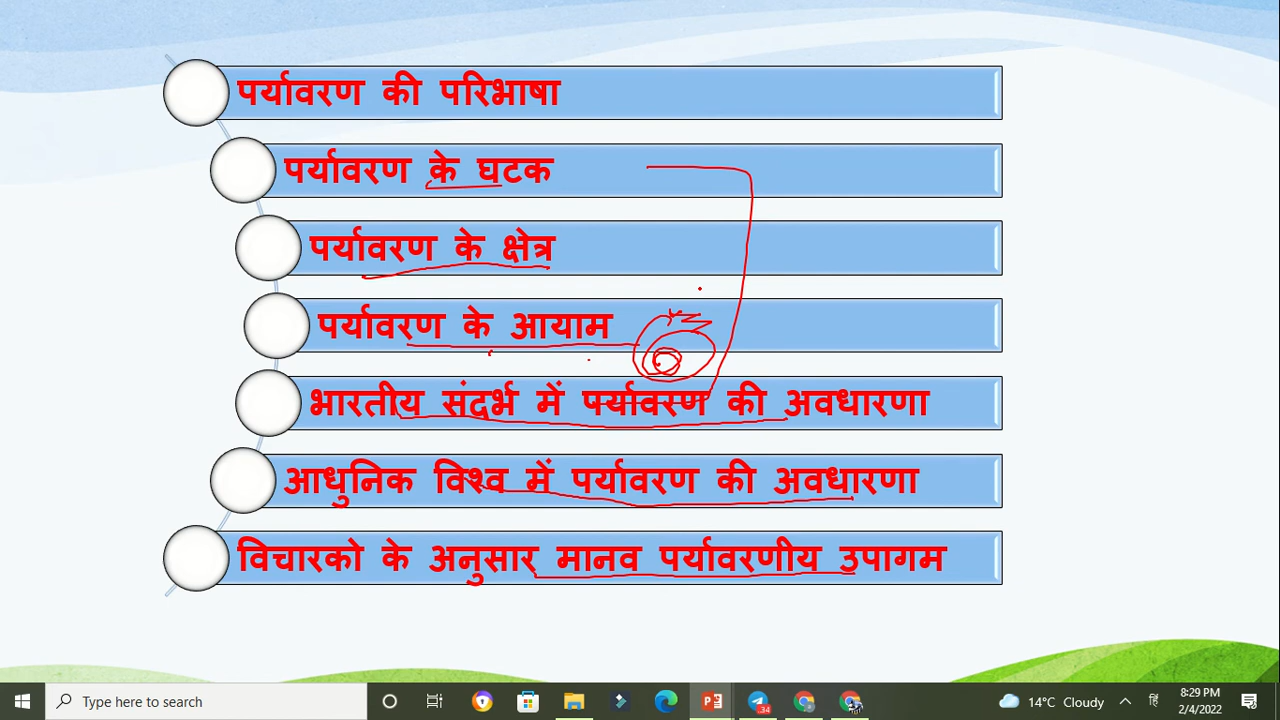 पर्यावरण की परिभाषा
पर्यावरण के घटक
पर्यावरण के क्षेत्र
पर्यावरण के आयाम
भारतीय संदर्भ में पर्यावरण की अवधारणा
आधुनिक विश्व में पर्यावरण की अवधारणा
विचारको के अनुसार मानव पर्यावरणीय उपागम
Type here to search
34
14°C Cloudy
हिं
8:29 PM
2/4/2022